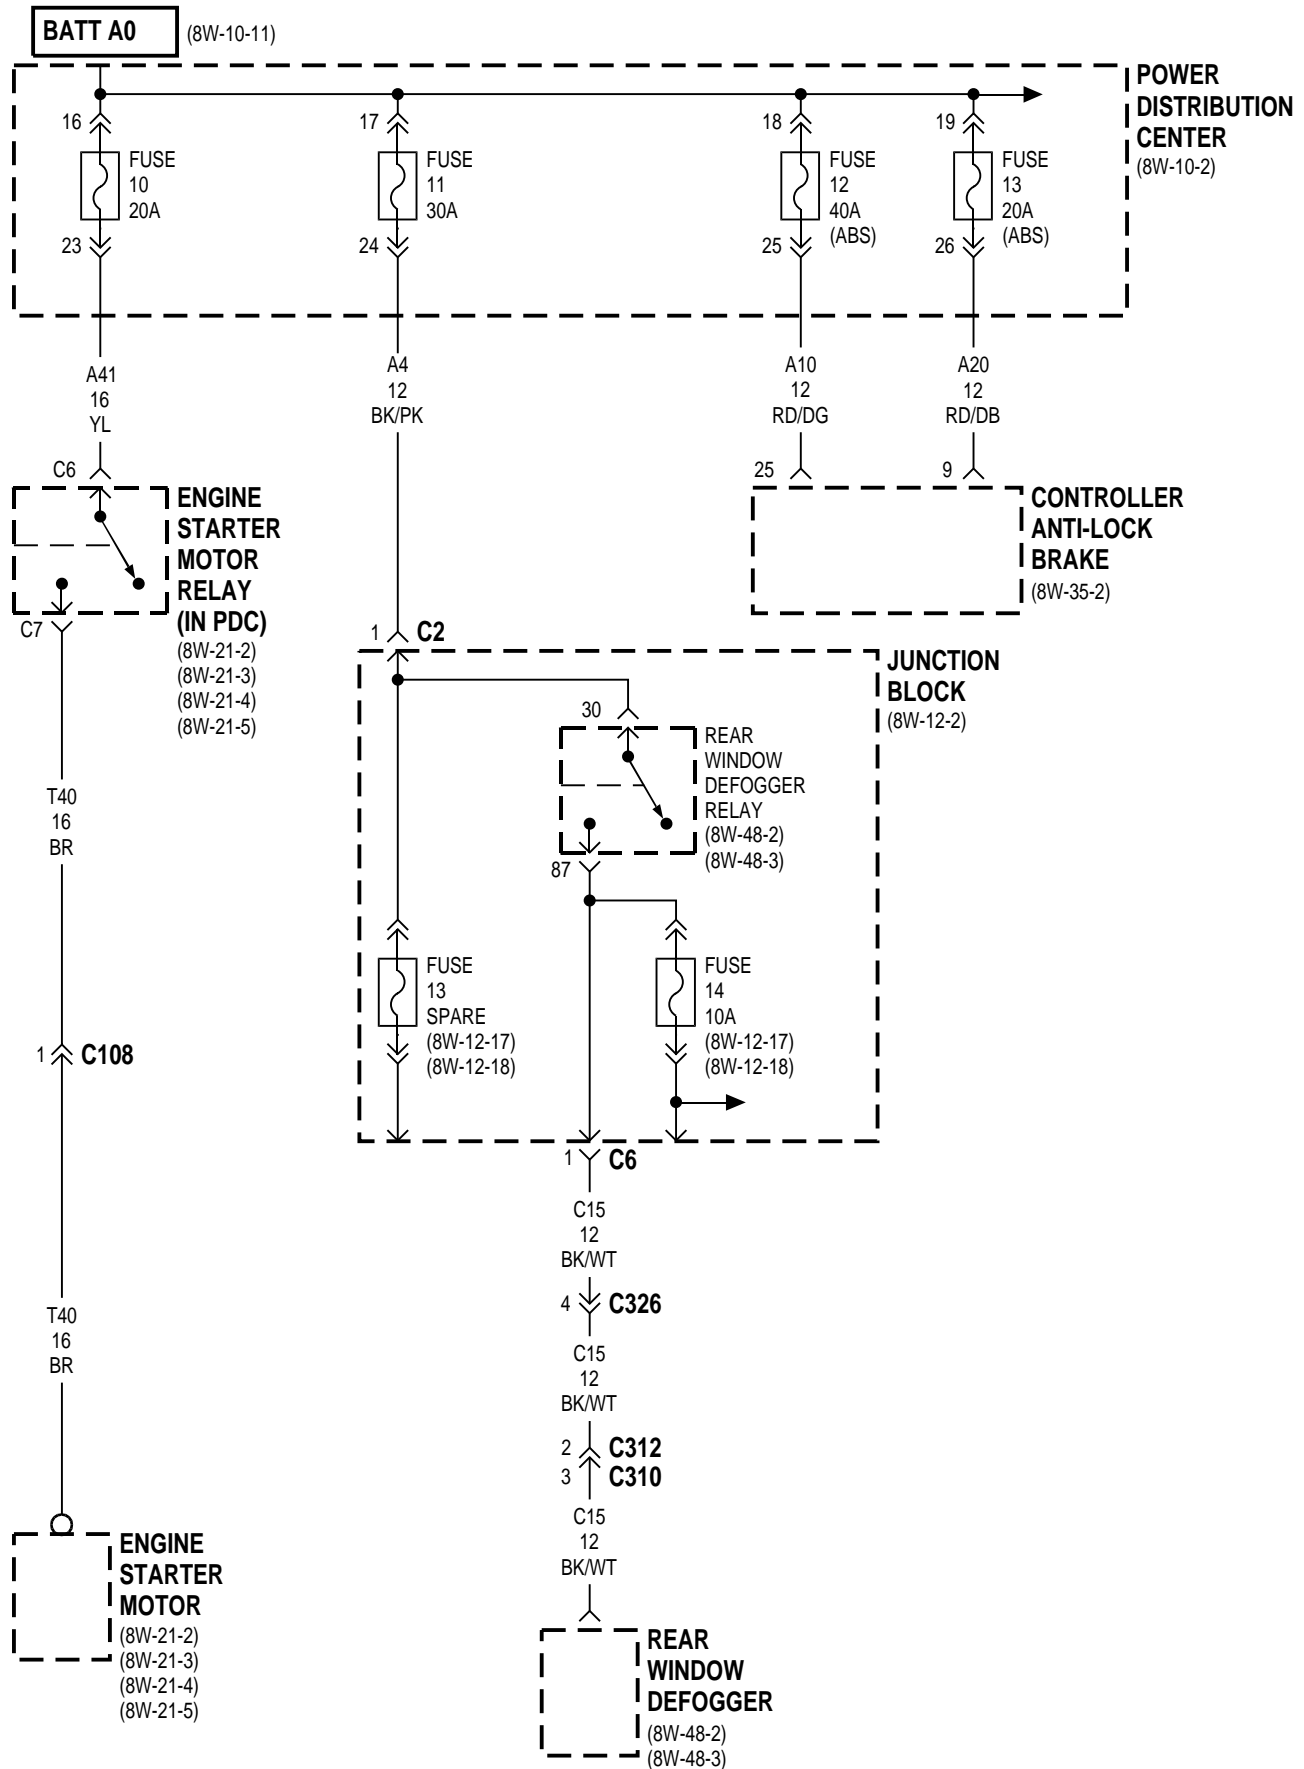 BATT A0 (8W-10-11)
POWER
DISTRIBUTION
CENTER
(8W-10-2)
16
FUSE
10
20A
23
17
FUSE
11
30A
24
18
FUSE
12
40A
(ABS)
25
19
FUSE
13
20A
(ABS)
26
A41
16
YL
A4
12
BK/PK
A10
12
RD/DG
A20
12
RD/DB
C6
ENGINE
STARTER
MOTOR
RELAY
(IN PDC)
(8W-21-2)
(8W-21-3)
(8W-21-4)
(8W-21-5)
C7
25
9
CONTROLLER
ANTI-LOCK
BRAKE
(8W-35-2)
1 C2
JUNCTION
BLOCK
(8W-12-2)
30
REAR
WINDOW
DEFOGGER
RELAY
(8W-48-2)
(8W-48-3)
87
T40
16
BR
FUSE
13
SPARE
(8W-12-17)
(8W-12-18)
FUSE
14
10A
(8W-12-17)
(8W-12-18)
1 C108
1 C6
C15
12
BK/WT
4 C326
T40
16
BR
C15
12
BK/WT
2 C312
3 C310
C15
12
BK/WT
ENGINE
STARTER
MOTOR
(8W-21-2)
(8W-21-3)
(8W-21-4)
(8W-21-5)
REAR
WINDOW
DEFOGGER
(8W-48-2)
(8W-48-3)